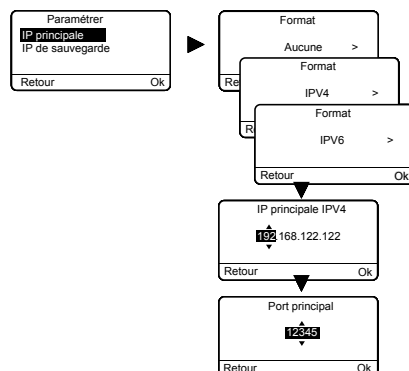 Paramétrer
IP principale
IP de sauvegarde
Retour Ok
Format
Aucune >
Re
Format
IPV4 >
R
Format
IPV6 >
Retour Ok
IP principale IPV4
192.168.122.122
Retour Ok
Port principal
12345
Retour Ok